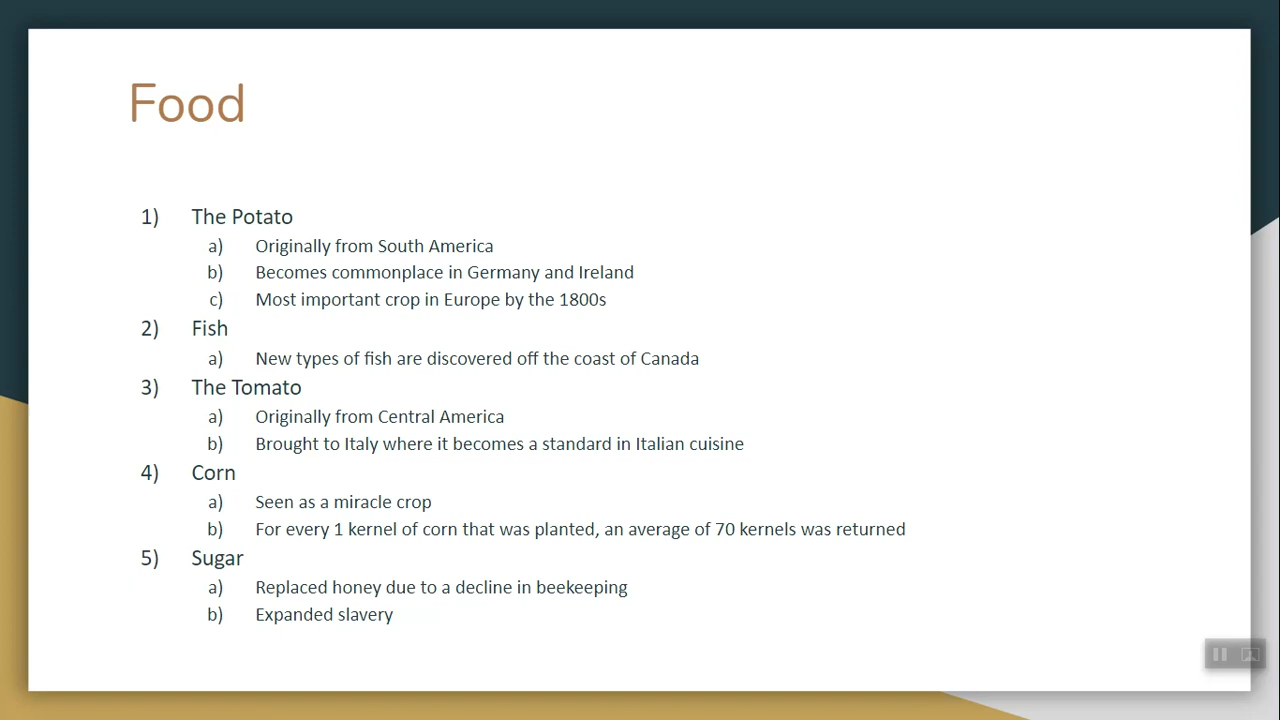 Food
1) The Potato
a) Originally from South America
b) Becomes commonplace in Germany and Ireland
c) Most important crop in Europe by the 1800s
2) Fish
a) New types of fish are discovered off the coast of Canada
3) The Tomato
a) Originally from Central America
b) Brought to Italy where it becomes a standard in Italian cuisine
4) Corn
a) Seen as a miracle crop
b) For every 1 kernel of corn that was planted, an average of 70 kernels was returned
5) Sugar
a) Replaced honey due to a decline in beekeeping
b) Expanded slavery